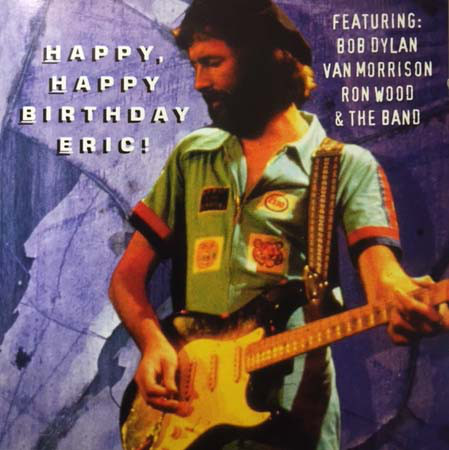 HAPPY,
HAPPY
BIRTHDAY
ERIC!
FEATURING:
BOB DYLAN
VAN MORRISON
RON WOOD
& THE BAND